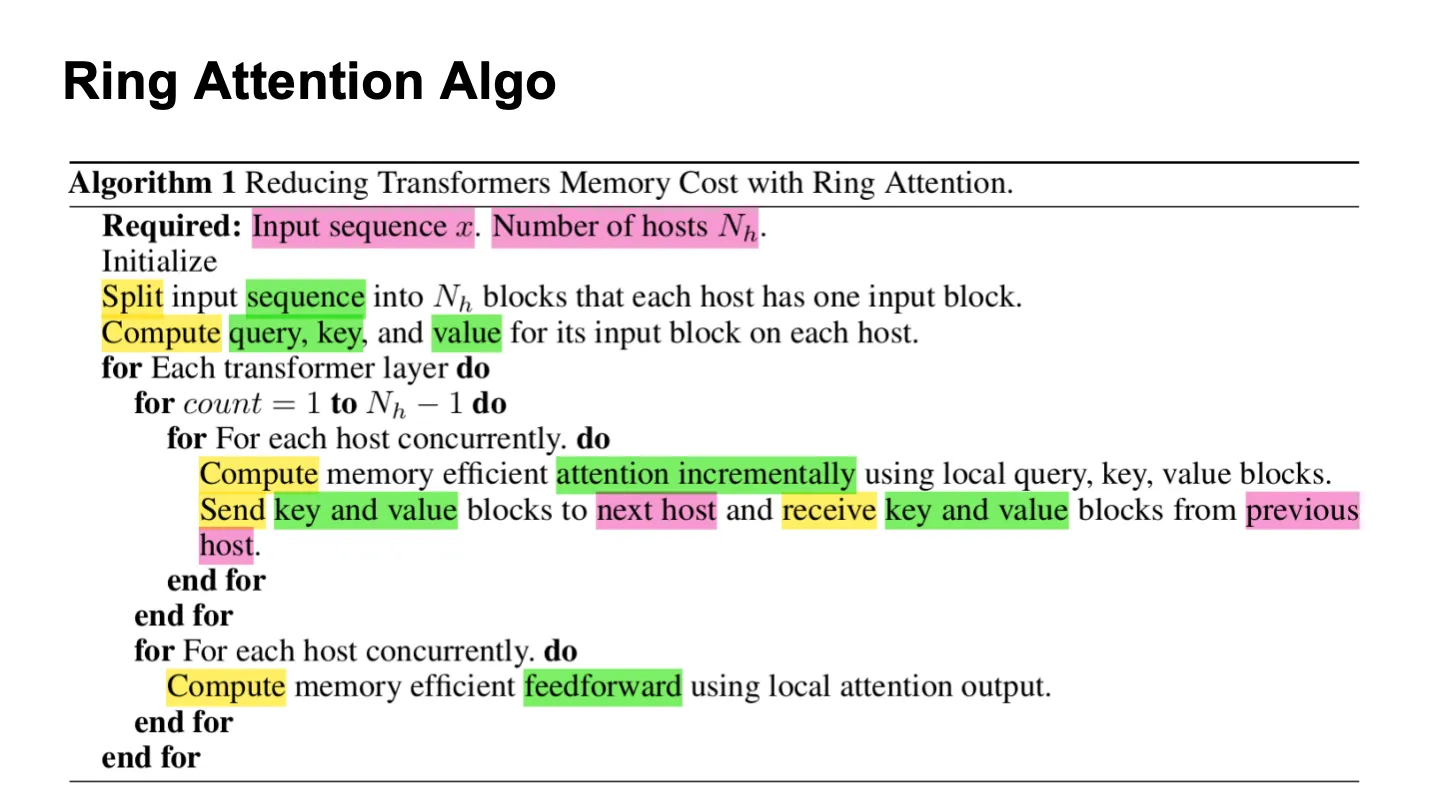 Ring Attention Algo
Algorithm 1 Reducing Transformers Memory Cost with Ring Attention.
Required: Input sequence x. Number of hosts N_h.
Initialize
Split input sequence into N_h blocks that each host has one input block.
Compute query, key, and value for its input block on each host.
for Each transformer layer do
for count = 1 to N_h − 1 do
for For each host concurrently. do
Compute memory efficient attention incrementally using local query, key, value blocks.
Send key and value blocks to next host and receive key and value blocks from previous
host.
end for
end for
for For each host concurrently. do
Compute memory efficient feedforward using local attention output.
end for
end for